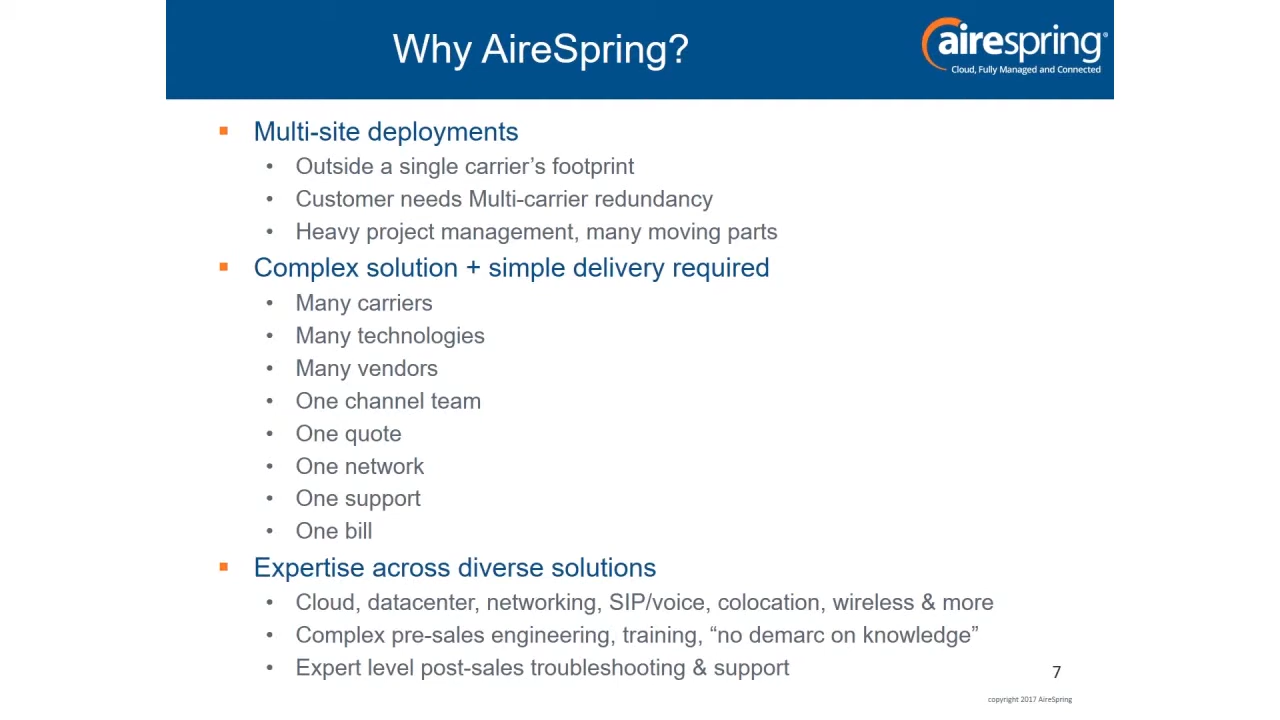 Why AireSpring?
airespring®
Cloud, Fully Managed and Connected
▪ Multi-site deployments
• Outside a single carrier’s footprint
• Customer needs Multi-carrier redundancy
• Heavy project management, many moving parts
▪ Complex solution + simple delivery required
• Many carriers
• Many technologies
• Many vendors
• One channel team
• One quote
• One network
• One support
• One bill
▪ Expertise across diverse solutions
• Cloud, datacenter, networking, SIP/voice, colocation, wireless & more
• Complex pre-sales engineering, training, “no demarc on knowledge”
• Expert level post-sales troubleshooting & support
7
copyright 2017 AireSpring